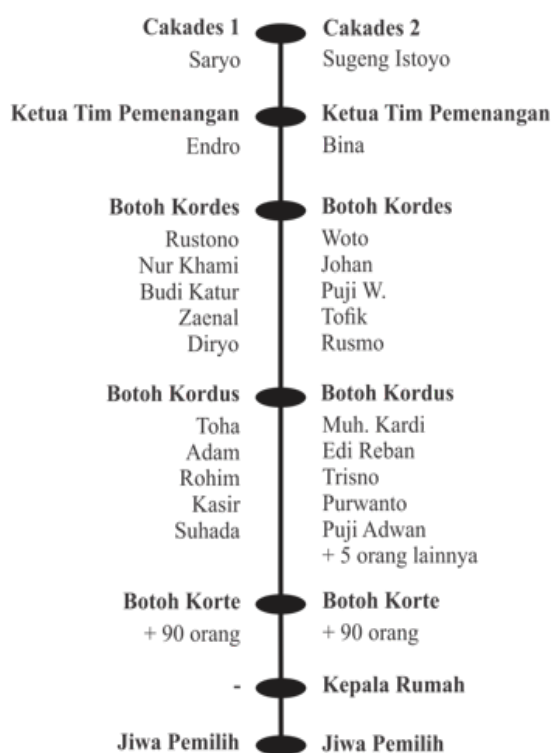 Cakades 1
Saryo
Cakades 2
Sugeng Istoyo
Ketua Tim Pemenangan
Endro
Ketua Tim Pemenangan
Bina
Botoh Kordes
Rustono
Nur Khami
Budi Katur
Zaenal
Diryo
Botoh Kordes
Woto
Johan
Puji W.
Tofik
Rusmo
Botoh Kordus
Toha
Adam
Rohim
Kasir
Suhada
Botoh Kordus
Muh. Kardi
Edi Reban
Trisno
Purwanto
Puji Adwan
+ 5 orang lainnya
Botoh Korte
+ 90 orang
Botoh Korte
+ 90 orang
-
Kepala Rumah
Jiwa Pemilih
Jiwa Pemilih